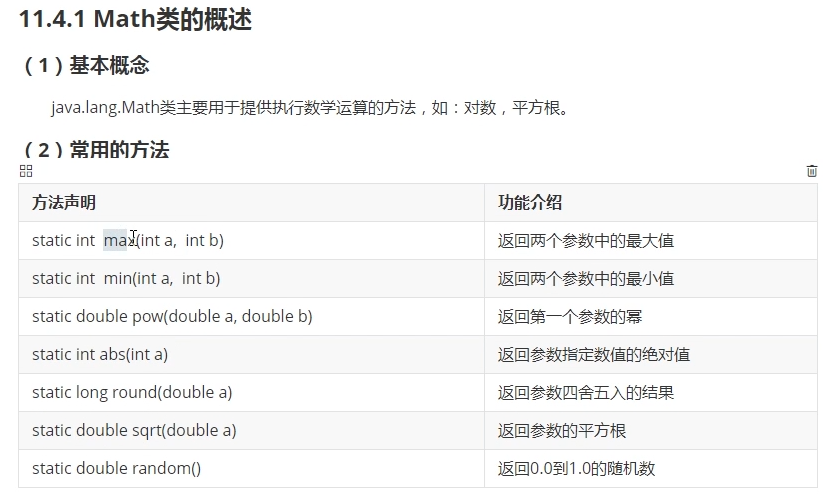 11.4.1 Math类的概述
（1）基本概念
java.lang.Math类主要用于提供执行数学运算的方法，如：对数，平方根。
（2）常用的方法
方法声明 功能介绍
static int  max(int a,  int b) 返回两个参数中的最大值
static int  min(int a,  int b) 返回两个参数中的最小值
static double pow(double a, double b) 返回第一个参数的幂
static int abs(int a) 返回参数指定数值的绝对值
static long round(double a) 返回参数四舍五入的结果
static double sqrt(double a) 返回参数的平方根
static double random() 返回0.0到1.0的随机数